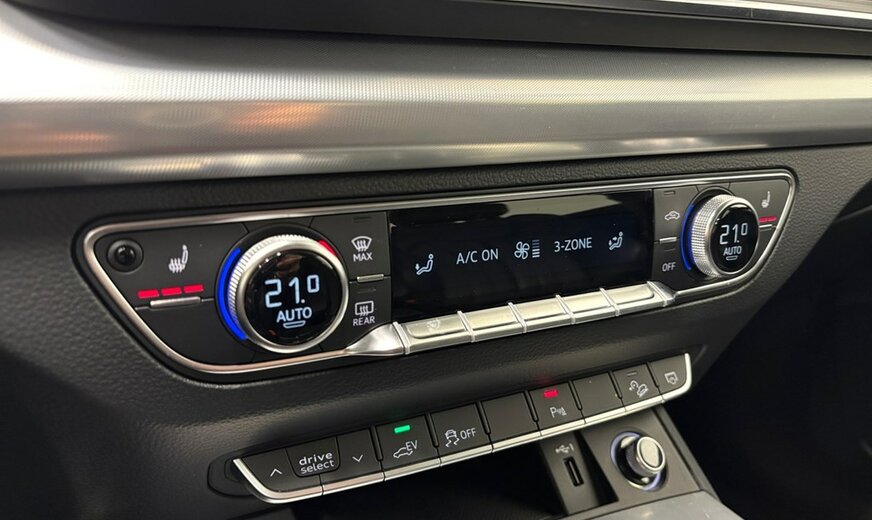 MAX
21.0
AUTO
REAR
A/C ON
3-ZONE
OFF
21.0
AUTO
drive
select
EV
OFF
P